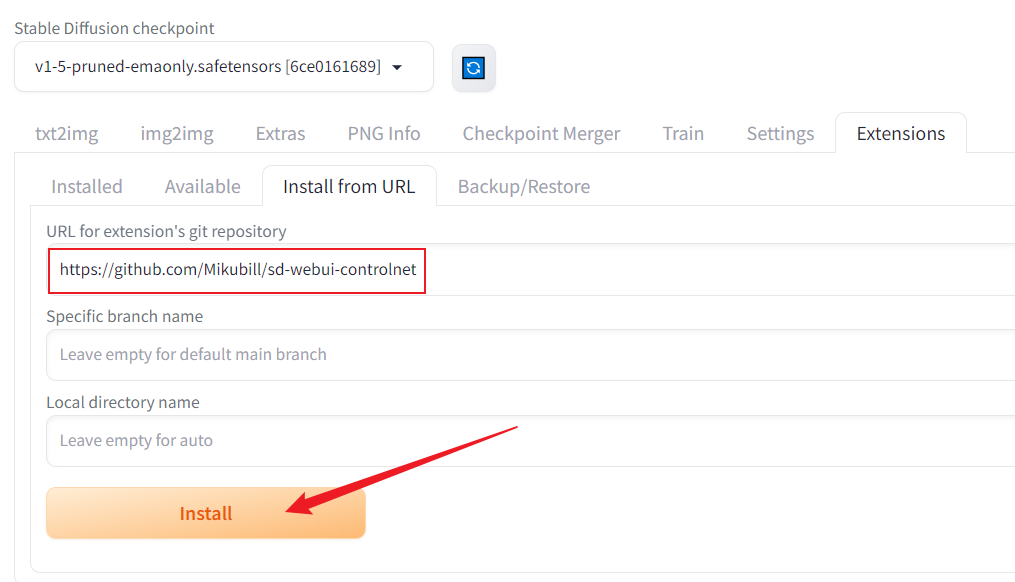 Stable Diffusion checkpoint
v1-5-pruned-emaonly.safetensors [6ce0161689]
txt2img img2img Extras PNG Info Checkpoint Merger Train Settings Extensions
Installed Available Install from URL Backup/Restore
URL for extension's git repository
https://github.com/Mikubill/sd-webui-controlnet
Specific branch name
Leave empty for default main branch
Local directory name
Leave empty for auto
Install